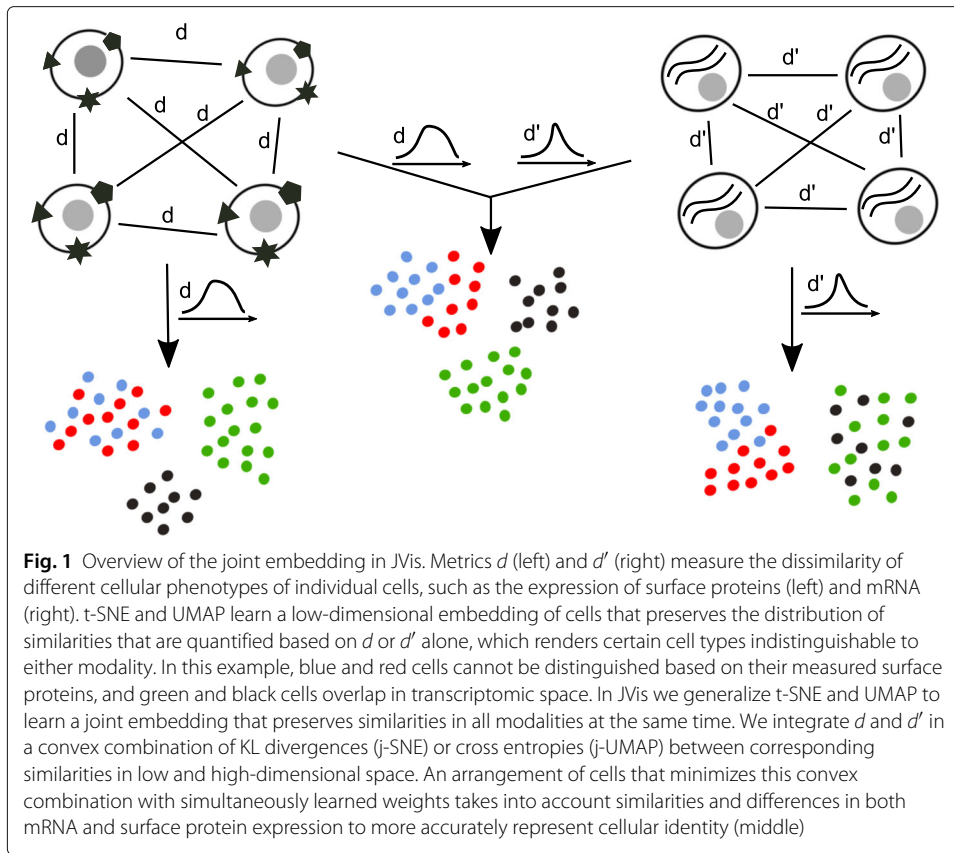 d
d'
d
d
d'
d'
d
d
d
d'
d'
d'
d
d'
d
d'
Fig. 1 Overview of the joint embedding in JVis. Metrics d (left) and d′ (right) measure the dissimilarity of
different cellular phenotypes of individual cells, such as the expression of surface proteins (left) and mRNA
(right). t-SNE and UMAP learn a low-dimensional embedding of cells that preserves the distribution of
similarities that are quantified based on d or d′ alone, which renders certain cell types indistinguishable to
either modality. In this example, blue and red cells cannot be distinguished based on their measured surface
proteins, and green and black cells overlap in transcriptomic space. In JVis we generalize t-SNE and UMAP to
learn a joint embedding that preserves similarities in all modalities at the same time. We integrate d and d′ in
a convex combination of KL divergences (j-SNE) or cross entropies (j-UMAP) between corresponding
similarities in low and high-dimensional space. An arrangement of cells that minimizes this convex
combination with simultaneously learned weights takes into account similarities and differences in both
mRNA and surface protein expression to more accurately represent cellular identity (middle)